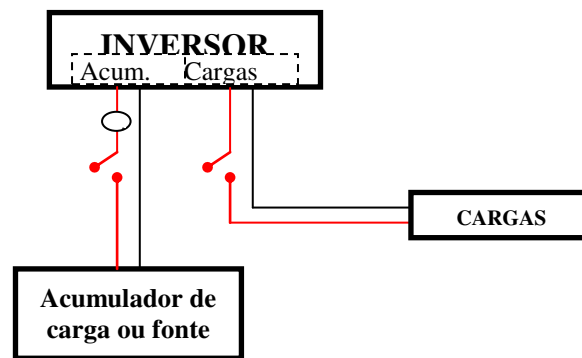 INVERSOR
Acum. Cargas
CARGAS
Acumulador de
carga ou fonte